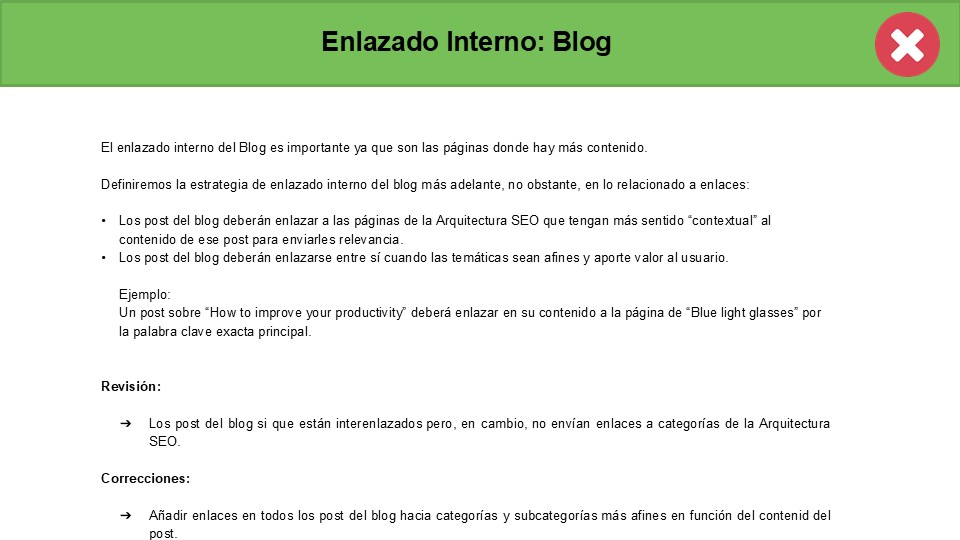 Enlazado Interno: Blog
El enlazado interno del Blog es importante ya que son las páginas donde hay más contenido.
Definiremos la estrategia de enlazado interno del blog más adelante, no obstante, en lo relacionado a enlaces:
• Los post del blog deberán enlazar a las páginas de la Arquitectura SEO que tengan más sentido “contextual” al
contenido de ese post para enviarles relevancia.
• Los post del blog deberán enlazarse entre sí cuando las temáticas sean afines y aporte valor al usuario.
Ejemplo:
Un post sobre “How to improve your productivity” deberá enlazar en su contenido a la página de “Blue light glasses” por
la palabra clave exacta principal.
Revisión:
➔ Los post del blog si que están interenlazados pero, en cambio, no envían enlaces a categorías de la Arquitectura
SEO.
Correcciones:
➔ Añadir enlaces en todos los post del blog hacia categorías y subcategorías más afines en función del contenid del
post.